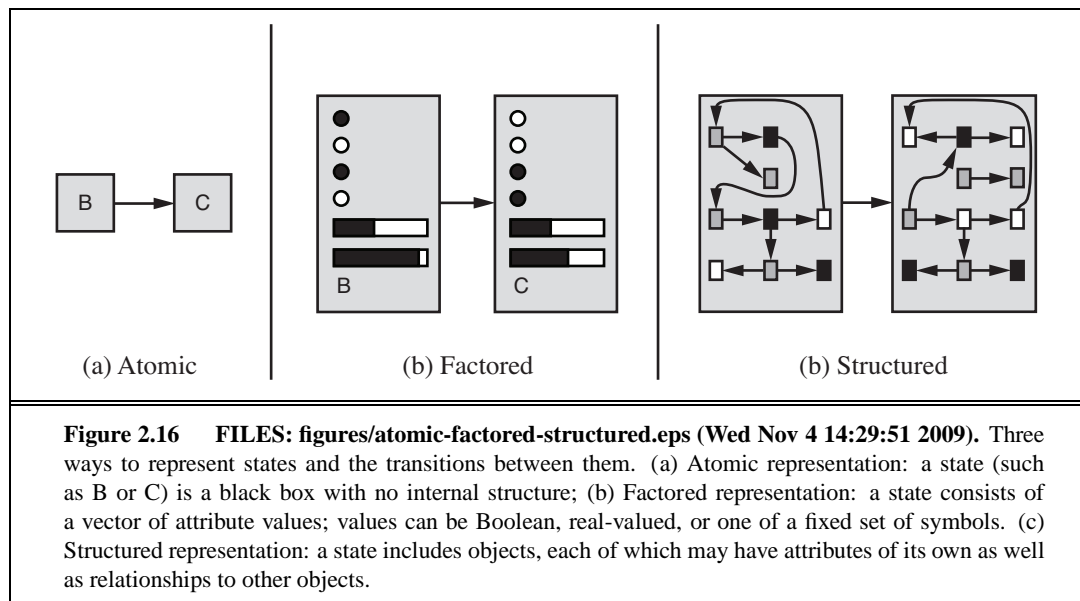 B
C
B
C
(a) Atomic
(b) Factored
(b) Structured
Figure 2.16 FILES: figures/atomic-factored-structured.eps (Wed Nov 4 14:29:51 2009). Three
ways to represent states and the transitions between them. (a) Atomic representation: a state (such
as B or C) is a black box with no internal structure; (b) Factored representation: a state consists of
a vector of attribute values; values can be Boolean, real-valued, or one of a fixed set of symbols. (c)
Structured representation: a state includes objects, each of which may have attributes of its own as well
as relationships to other objects.